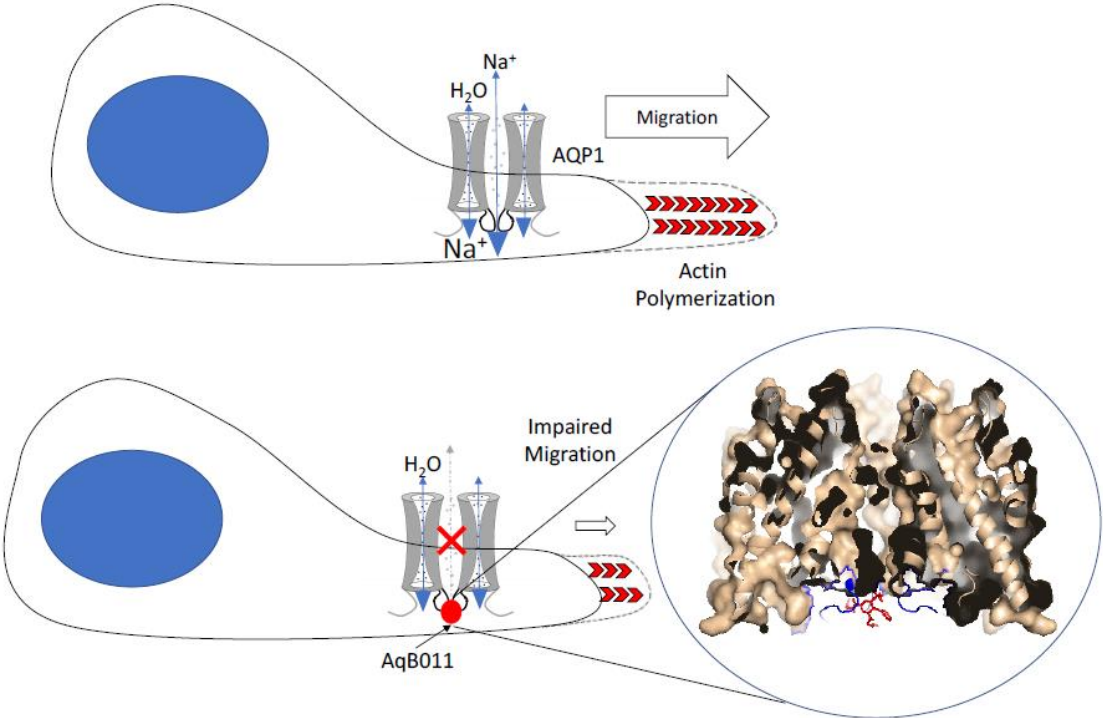 Na⁺
H₂O
Migration
AQP1
Na⁺
Actin
Polymerization
Impaired
Migration
H₂O
AqB011